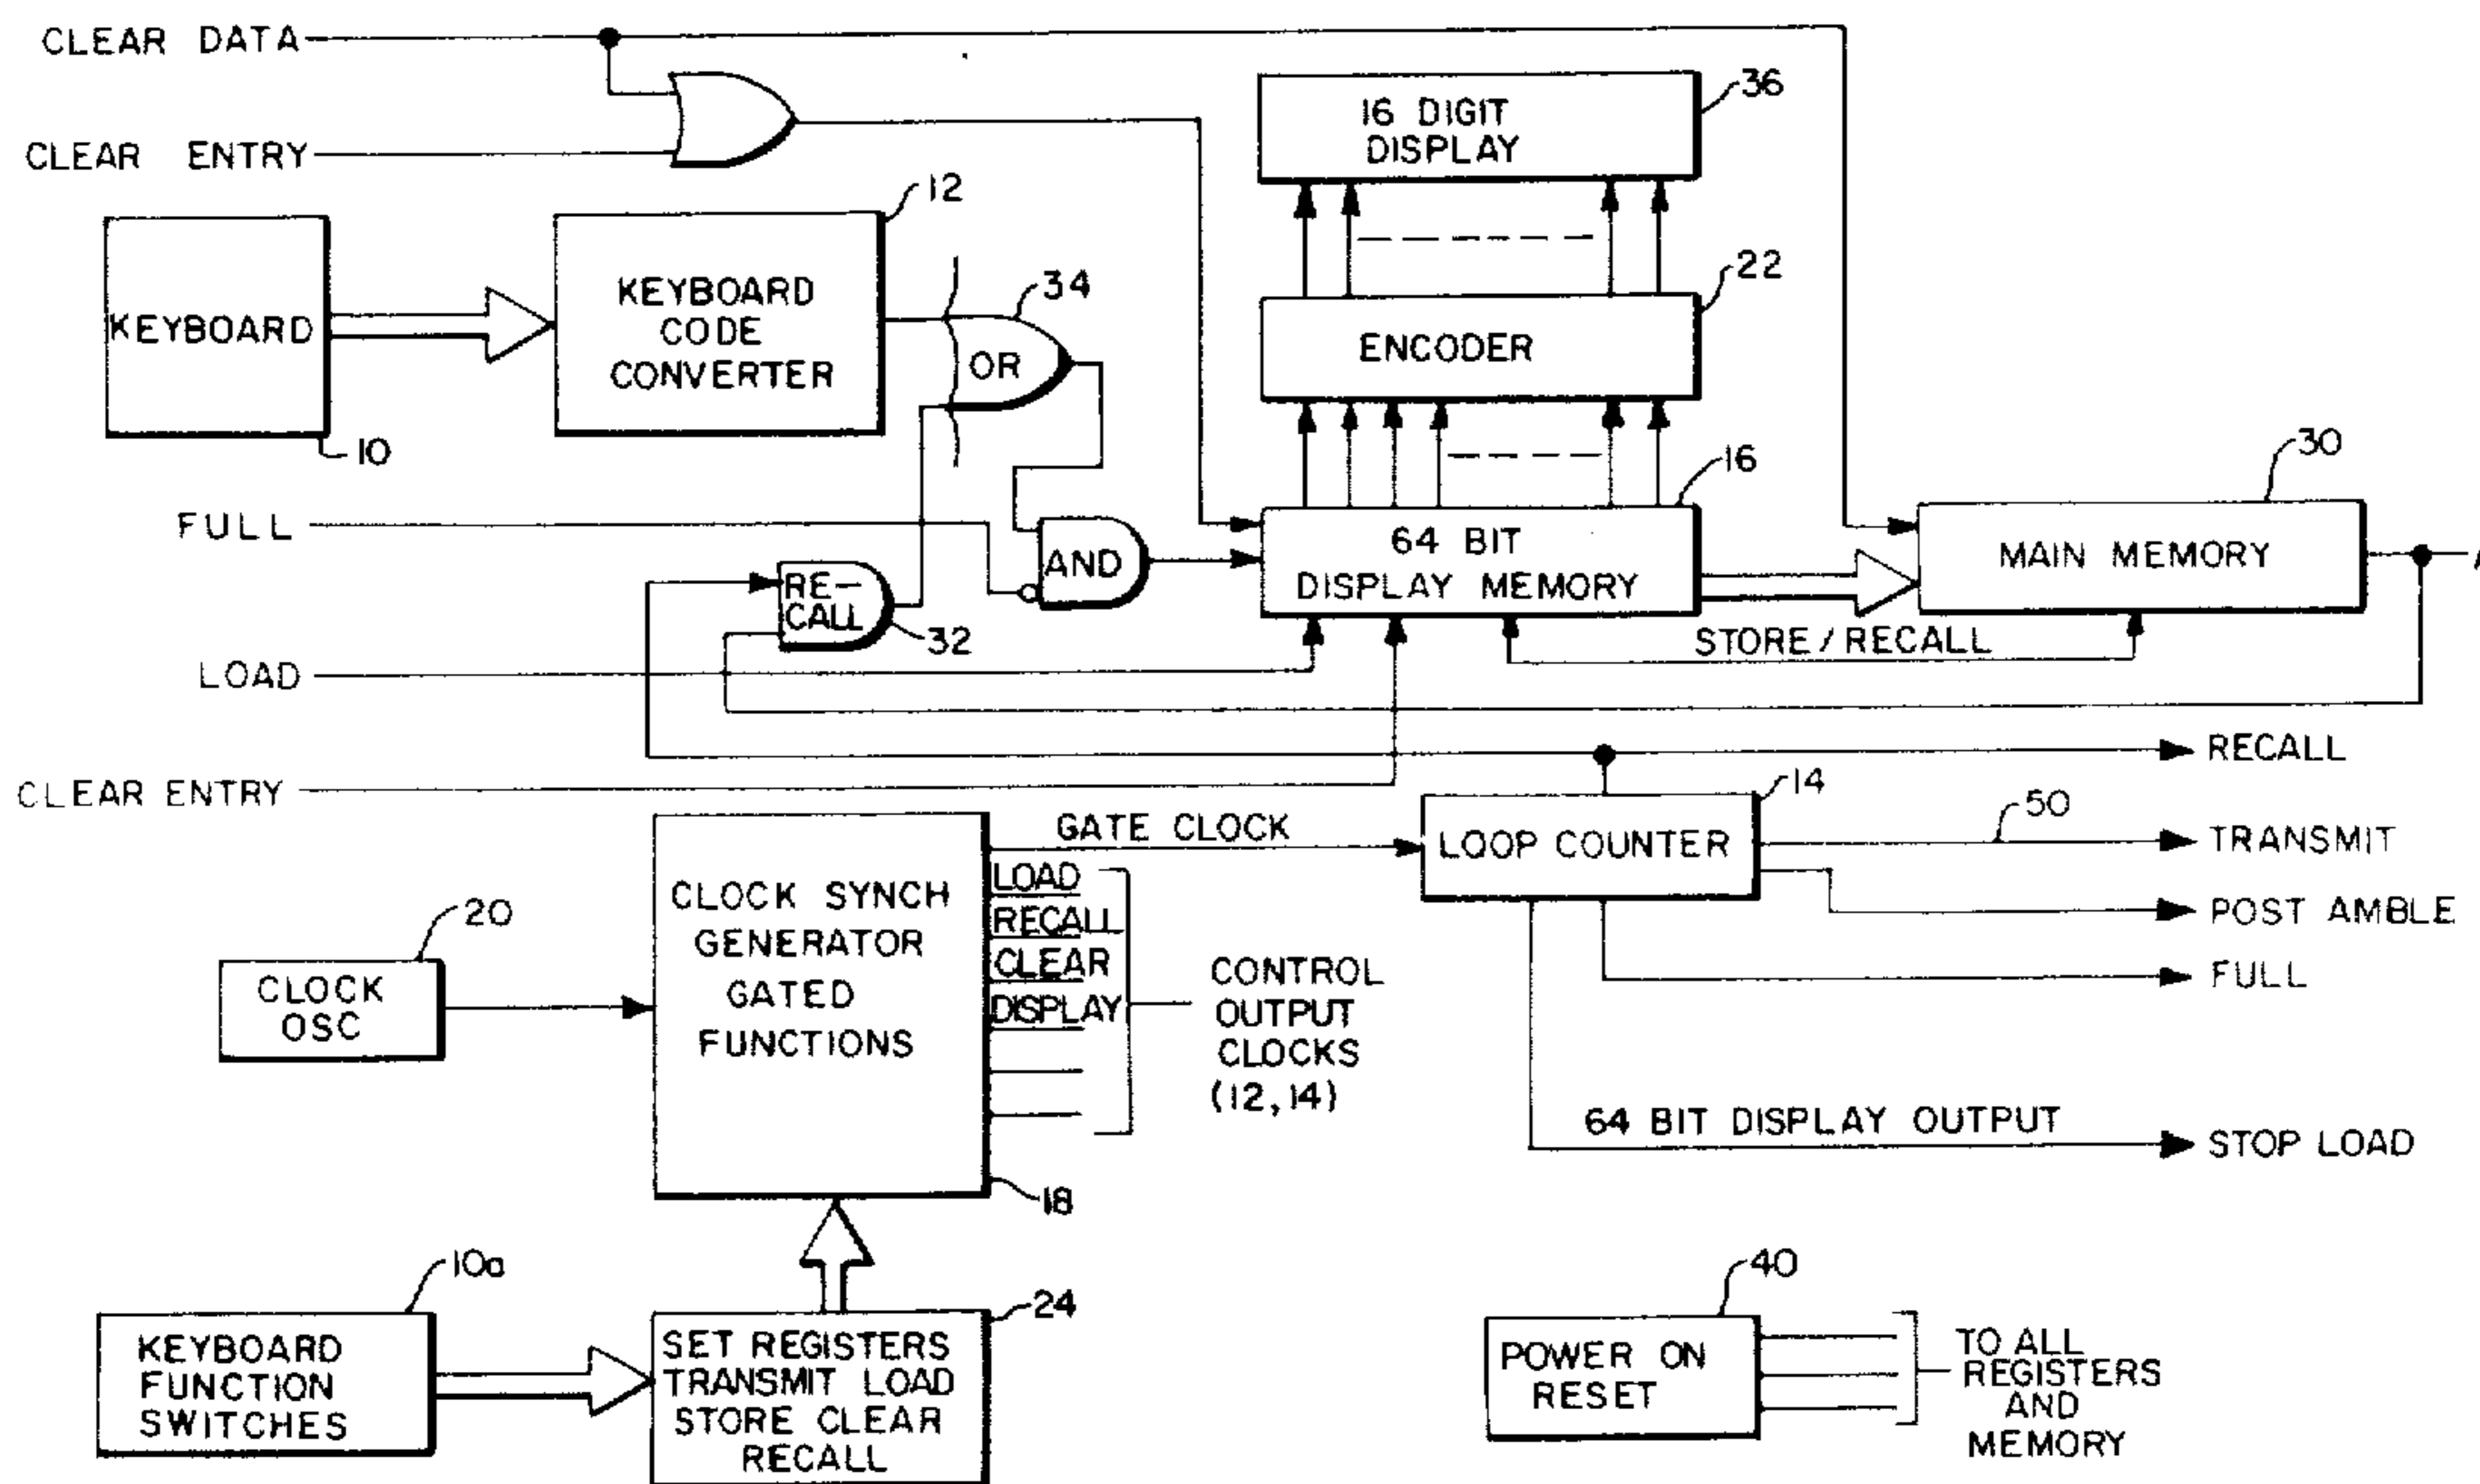 CLEAR DATA
CLEAR ENTRY
16 DIGIT
DISPLAY
36
12
KEYBOARD
10
KEYBOARD
CODE
CONVERTER
34
OR
22
ENCODER
16
64 BIT
DISPLAY MEMORY
30
MAIN MEMORY
FULL
AND
RE-
CALL
32
STORE / RECALL
LOAD
RECALL
CLEAR ENTRY
14
LOOP COUNTER
GATE CLOCK
50
TRANSMIT
POST AMBLE
FULL
CLOCK SYNCH
GENERATOR
GATED
FUNCTIONS
LOAD
RECALL
CLEAR
DISPLAY
CONTROL
OUTPUT
CLOCKS
(12, 14)
20
CLOCK
OSC
64 BIT DISPLAY OUTPUT
STOP LOAD
18
10a
KEYBOARD
FUNCTION
SWITCHES
24
SET REGISTERS
TRANSMIT LOAD
STORE CLEAR
RECALL
40
POWER ON
RESET
TO ALL
REGISTERS
AND
MEMORY